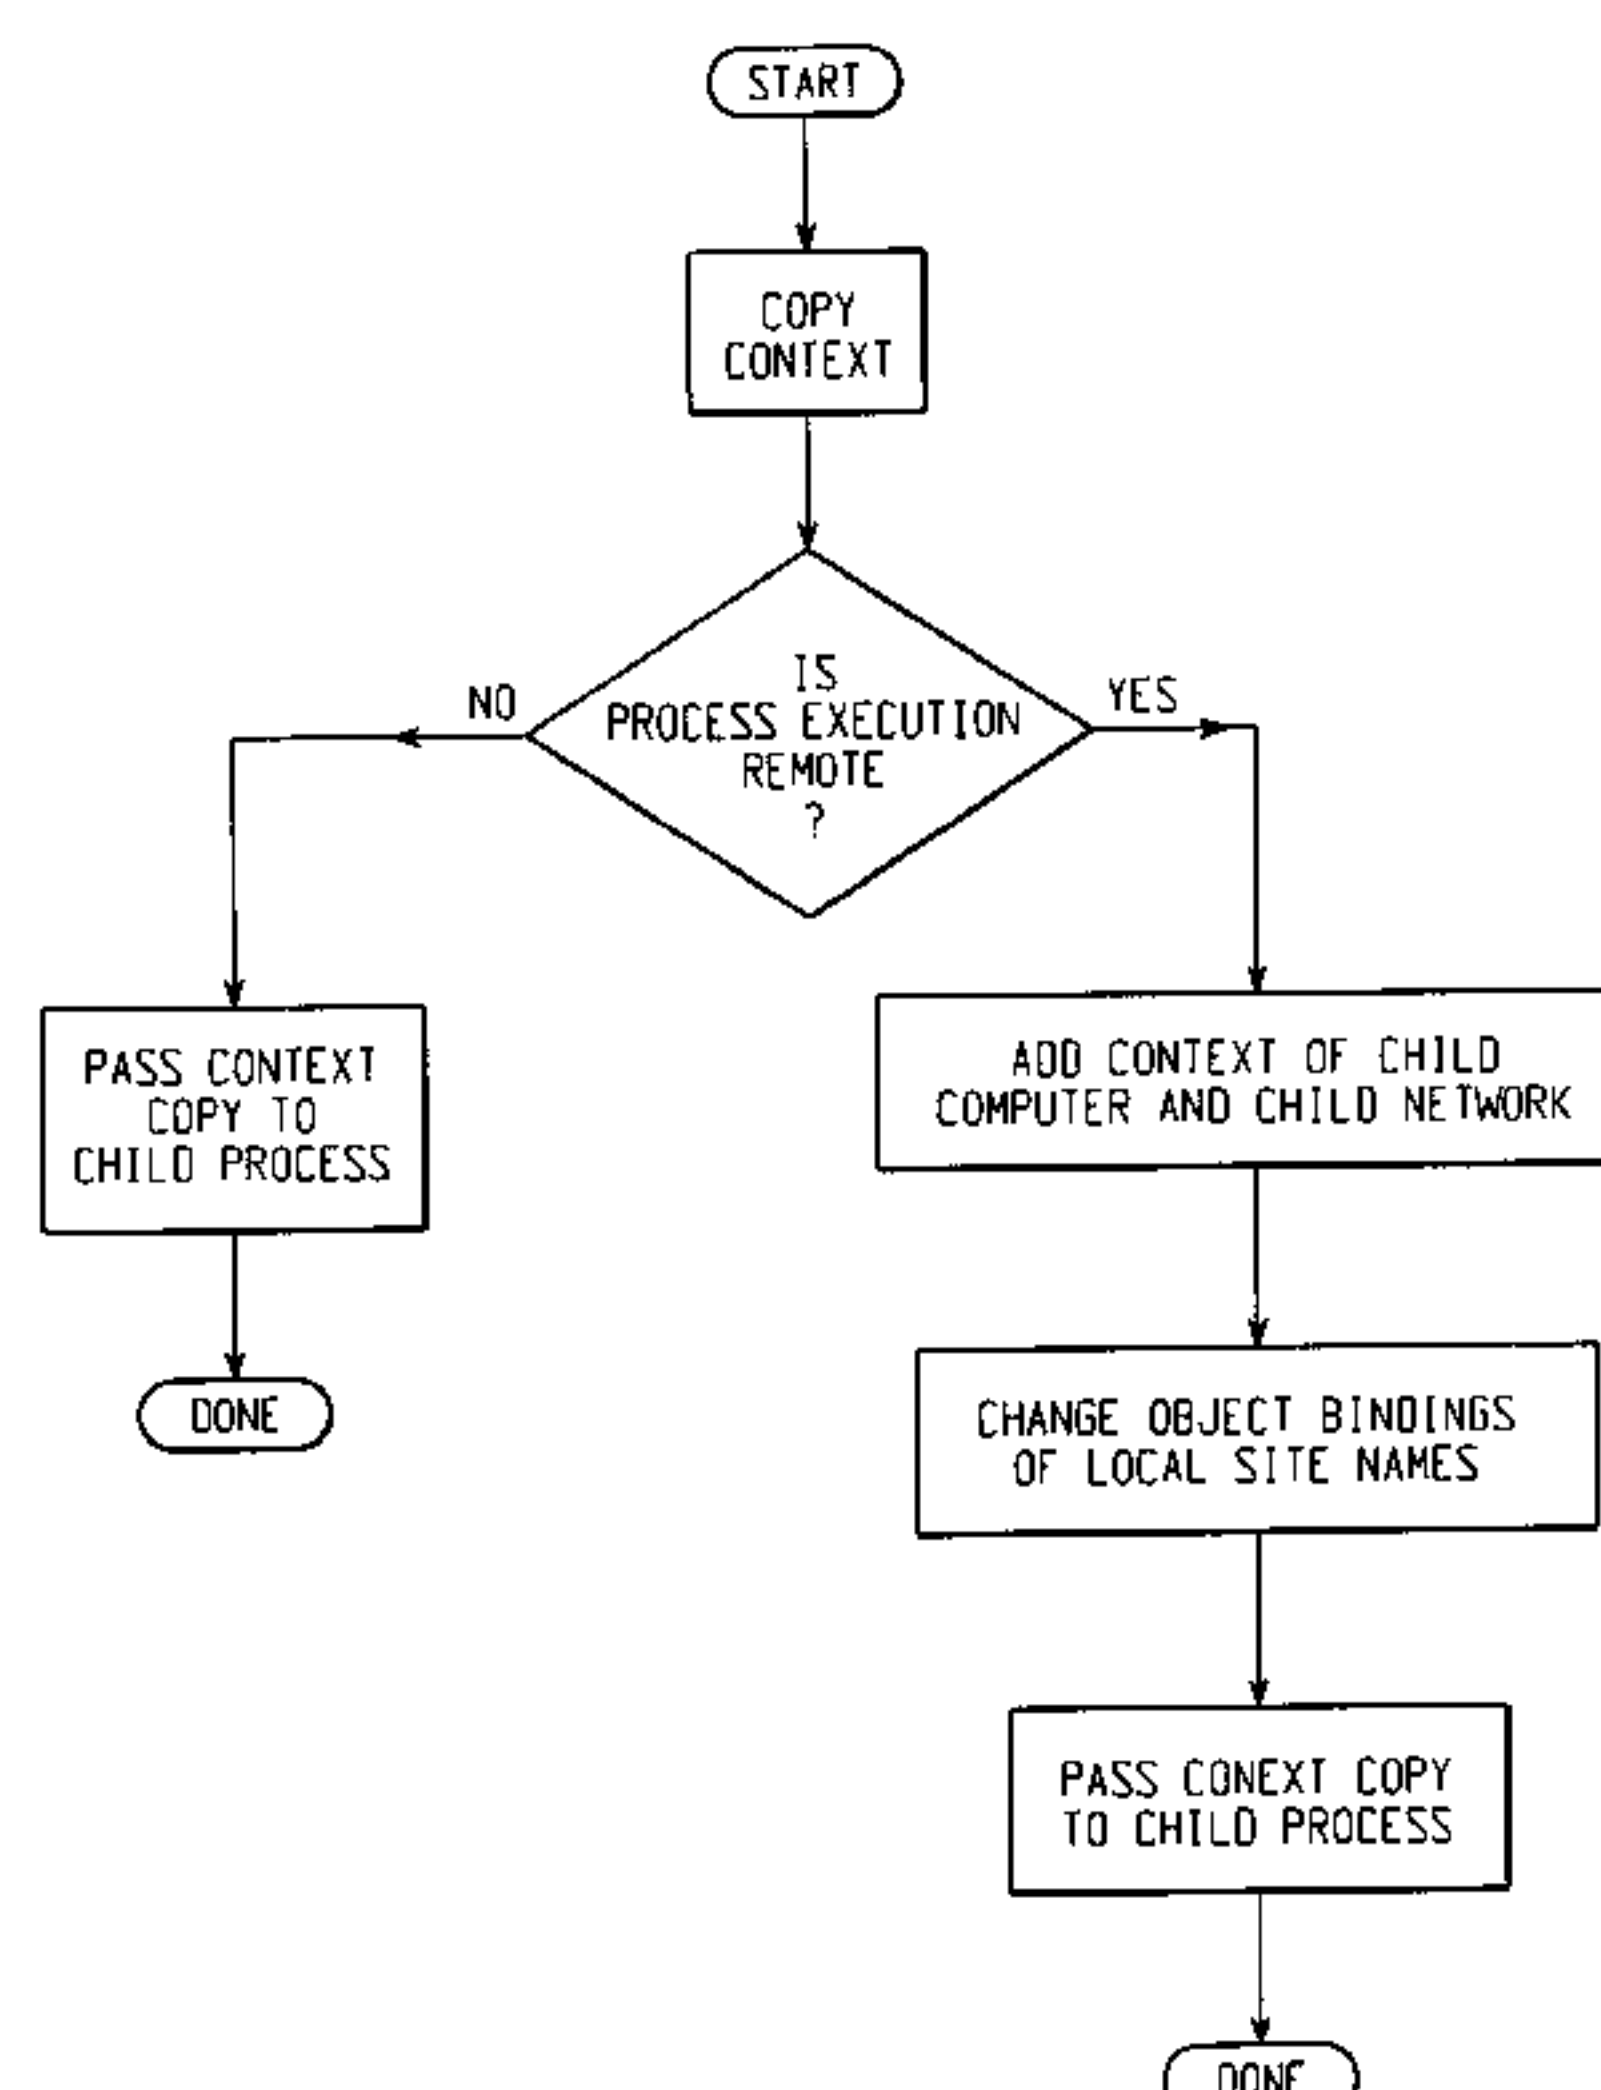 START
COPY
CONTEXT
IS
PROCESS EXECUTION
REMOTE
?
NO
YES
PASS CONTEXT
COPY TO
CHILD PROCESS
DONE
ADD CONTEXT OF CHILD
COMPUTER AND CHILD NETWORK
CHANGE OBJECT BINDINGS
OF LOCAL SITE NAMES
PASS CONEXT COPY
TO CHILD PROCESS
DONE